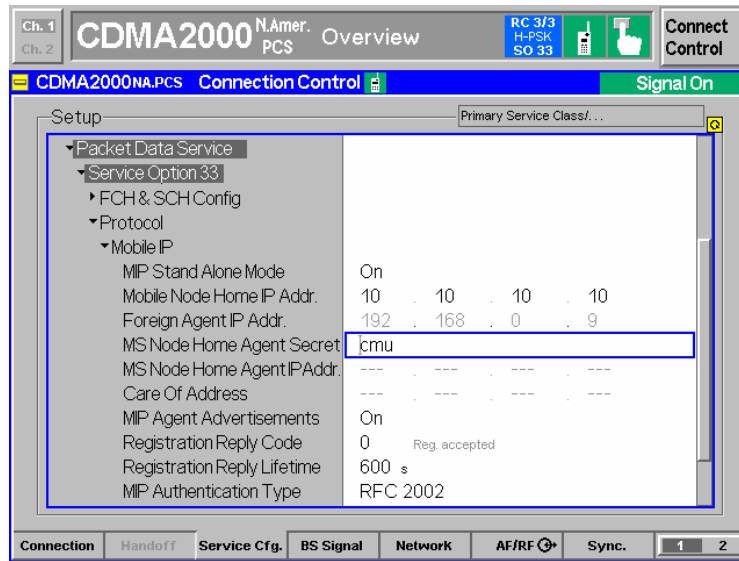 Ch. 1
Ch. 2
CDMA2000 N.Amer. PCS Overview
RC 3/3
H-PSK
SO 33
Connect
Control
CDMA2000 NA.PCS Connection Control
Signal On
Setup
Primary Service Class/. . .
Packet Data Service
Service Option 33
FCH & SCH Config
Protocol
Mobile IP
MIP Stand Alone Mode On
Mobile Node Home IP Addr. 10 . 10 . 10 . 10
Foreign Agent IP Addr. 192 . 168 . 0 . 9
MS Node Home Agent Secret cmu
MS Node Home Agent IPAddr. --- . --- . --- . ---
Care Of Address --- . --- . --- . ---
MIP Agent Advertisements On
Registration Reply Code 0 Reg. accepted
Registration Reply Lifetime 600 s
MIP Authentication Type RFC 2002
Connection Handoff Service Cfg. BS Signal Network AF/RF Sync. 1 2